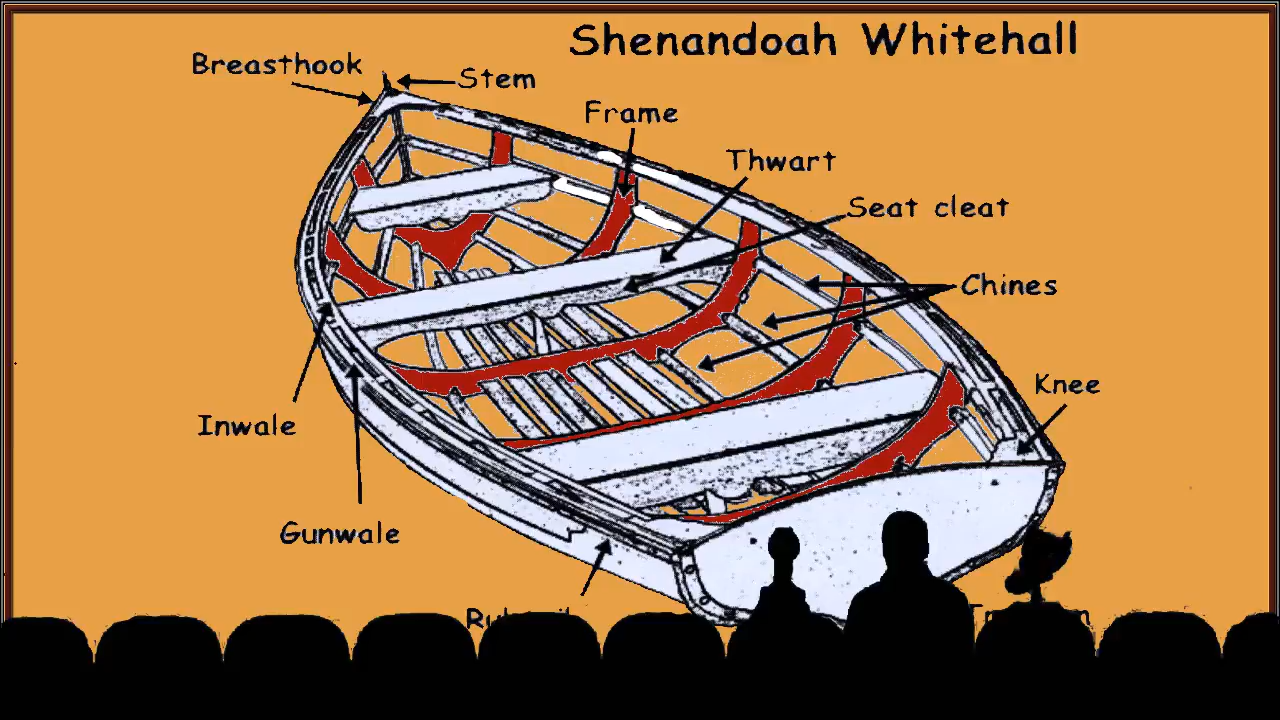 Shenandoah Whitehall
Breasthook
Stem
Frame
Thwart
Seat cleat
Chines
Knee
Inwale
Gunwale